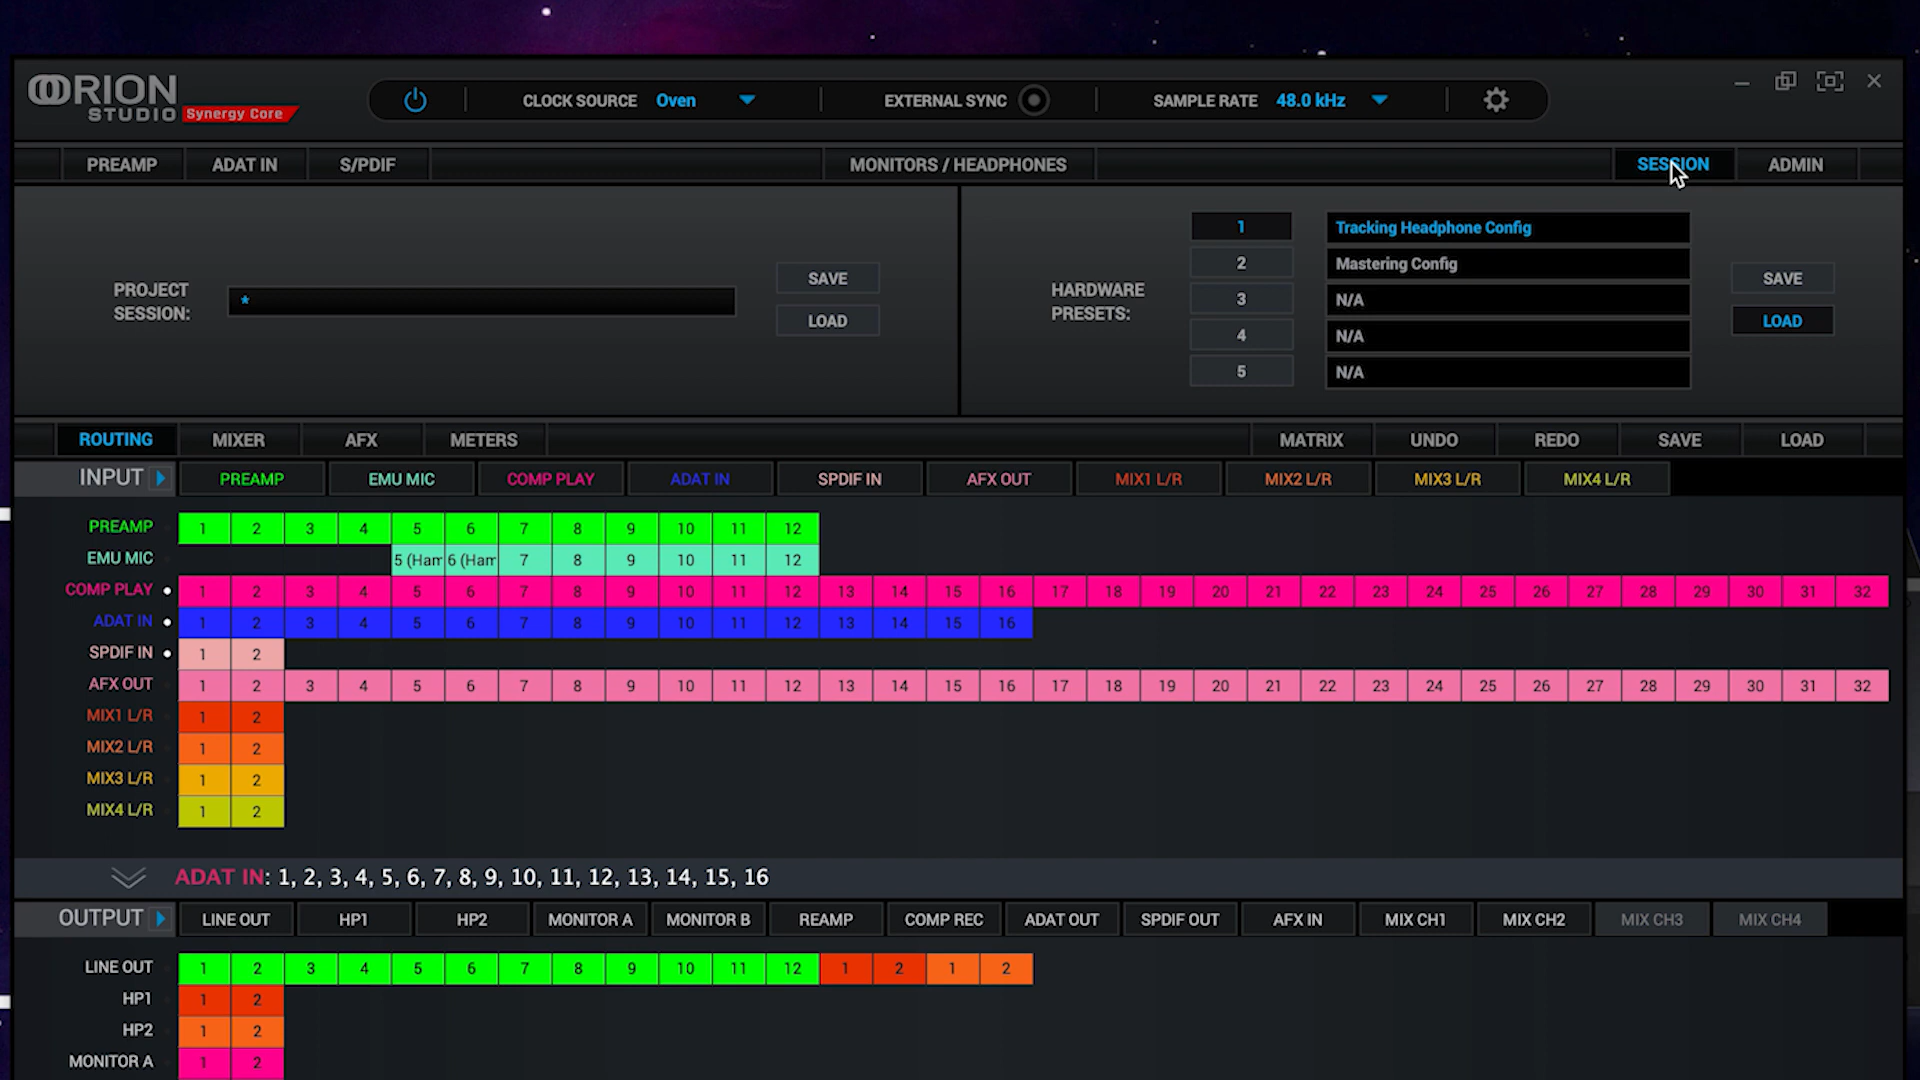 ORION
STUDIO Synergy Core
CLOCK SOURCE Oven EXTERNAL SYNC SAMPLE RATE 48.0 kHz
PREAMP ADAT IN S/PDIF MONITORS / HEADPHONES SESSION ADMIN
PROJECT
SESSION:
*
SAVE
LOAD
HARDWARE
PRESETS:
1 Tracking Headphone Config
2 Mastering Config
3 N/A
4 N/A
5 N/A
SAVE
LOAD
ROUTING MIXER AFX METERS MATRIX UNDO REDO SAVE LOAD
INPUT PREAMP EMU MIC COMP PLAY ADAT IN SPDIF IN AFX OUT MIX1 L/R MIX2 L/R MIX3 L/R MIX4 L/R
PREAMP 1 2 3 4 5 6 7 8 9 10 11 12
EMU MIC 5 (Ham 6 (Ham 7 8 9 10 11 12
COMP PLAY 1 2 3 4 5 6 7 8 9 10 11 12 13 14 15 16 17 18 19 20 21 22 23 24 25 26 27 28 29 30 31 32
ADAT IN 1 2 3 4 5 6 7 8 9 10 11 12 13 14 15 16
SPDIF IN 1 2
AFX OUT 1 2 3 4 5 6 7 8 9 10 11 12 13 14 15 16 17 18 19 20 21 22 23 24 25 26 27 28 29 30 31 32
MIX1 L/R 1 2
MIX2 L/R 1 2
MIX3 L/R 1 2
MIX4 L/R 1 2
ADAT IN: 1, 2, 3, 4, 5, 6, 7, 8, 9, 10, 11, 12, 13, 14, 15, 16
OUTPUT LINE OUT HP1 HP2 MONITOR A MONITOR B REAMP COMP REC ADAT OUT SPDIF OUT AFX IN MIX CH1 MIX CH2 MIX CH3 MIX CH4
LINE OUT 1 2 3 4 5 6 7 8 9 10 11 12 1 2 1 2
HP1 1 2
HP2 1 2
MONITOR A 1 2